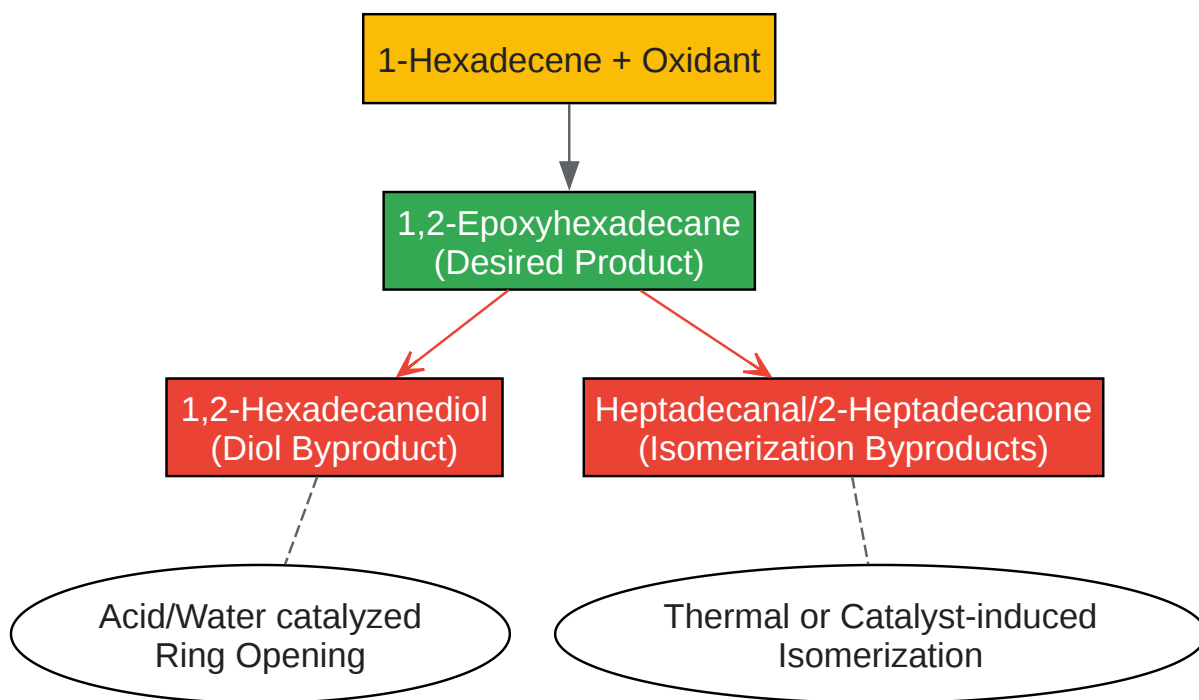 1-Hexadecene + Oxidant
1,2-Epoxyhexadecane
(Desired Product)
1,2-Hexadecanediol
(Diol Byproduct)
Heptadecanal/2-Heptadecanone
(Isomerization Byproducts)
Acid/Water catalyzed
Ring Opening
Thermal or Catalyst-induced
Isomerization